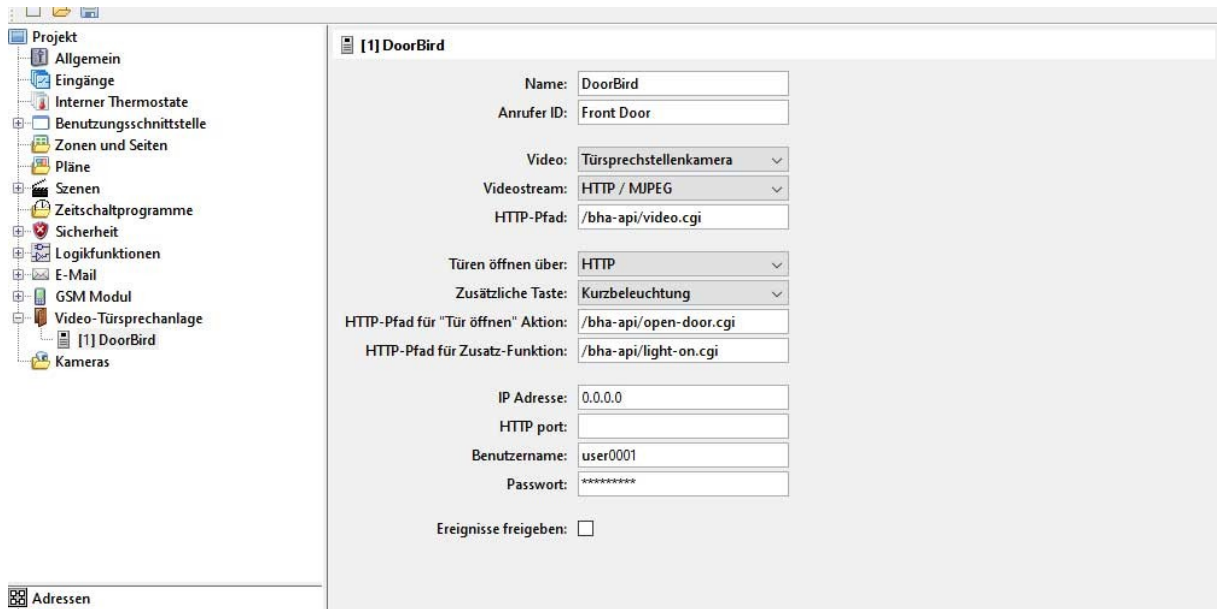 Projekt
Allgemein
Eingänge
Interner Thermostate
Benutzungsschnittstelle
Zonen und Seiten
Pläne
Szenen
Zeitschaltprogramme
Sicherheit
Logikfunktionen
E-Mail
GSM Modul
Video-Türsprechanlage
[1] DoorBird
Kameras
Adressen
[1] DoorBird
Name: DoorBird
Anrufer ID: Front Door
Video: Türsprechstellenkamera
Videostream: HTTP / MJPEG
HTTP-Pfad: /bha-api/video.cgi
Türen öffnen über: HTTP
Zusätzliche Taste: Kurzbeleuchtung
HTTP-Pfad für "Tür öffnen" Aktion: /bha-api/open-door.cgi
HTTP-Pfad für Zusatz-Funktion: /bha-api/light-on.cgi
IP Adresse: 0.0.0.0
HTTP port:
Benutzername: user0001
Passwort: *********
Ereignisse freigeben: